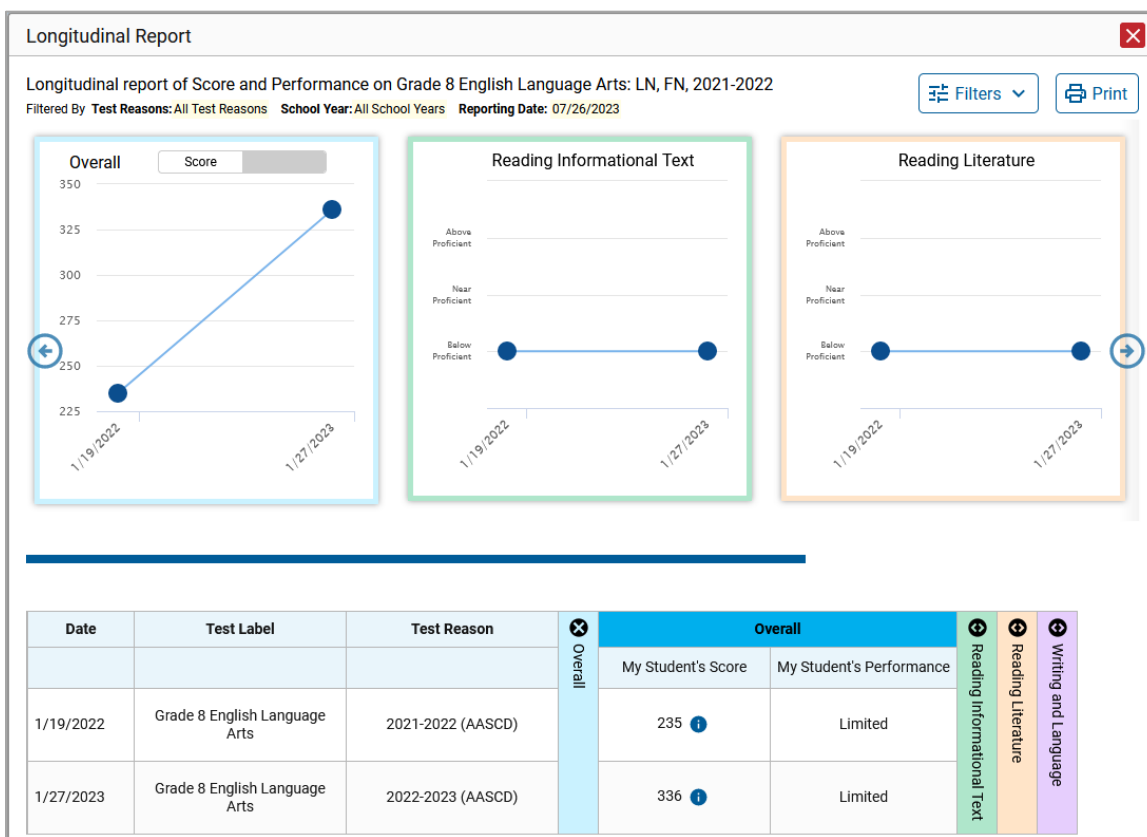 Longitudinal Report
Longitudinal report of Score and Performance on Grade 8 English Language Arts: LN, FN, 2021-2022
Filters
Print
Filtered By Test Reasons: All Test Reasons School Year: All School Years Reporting Date: 07/26/2023
Overall
Score
350
325
300
275
250
225
1/19/2022
1/27/2023
Reading Informational Text
Above
Proficient
Near
Proficient
Below
Proficient
1/19/2022
1/27/2023
Reading Literature
Above
Proficient
Near
Proficient
Below
Proficient
1/19/2022
1/27/2023
Date
Test Label
Test Reason
Overall
Overall
My Student's Score
My Student's Performance
Reading Informational Text
Reading Literature
Writing and Language
1/19/2022
Grade 8 English Language
Arts
2021-2022 (AASCD)
235
Limited
1/27/2023
Grade 8 English Language
Arts
2022-2023 (AASCD)
336
Limited